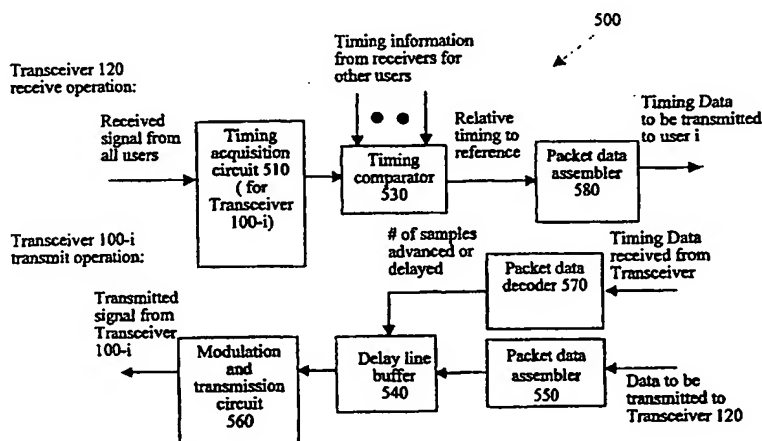 500
Transceiver 120
receive operation:
Timing information
from receivers for
other users
Received
signal from
all users
Timing
acquisition
circuit 510
( for
Transceiver
100-i)
Timing
comparator
530
Relative
timing to
reference
Packet data
assembler
580
Timing Data
to be transmitted
to user i
Transceiver 100-i
transmit operation:
# of samples
advanced or
delayed
Packet data
decoder 570
Timing Data
received from
Transceiver
Transmitted
signal from
Transceiver
100-i
Modulation
and
transmission
circuit
560
Delay line
buffer
540
Packet data
assembler
550
Data to be
transmitted to
Transceiver 120